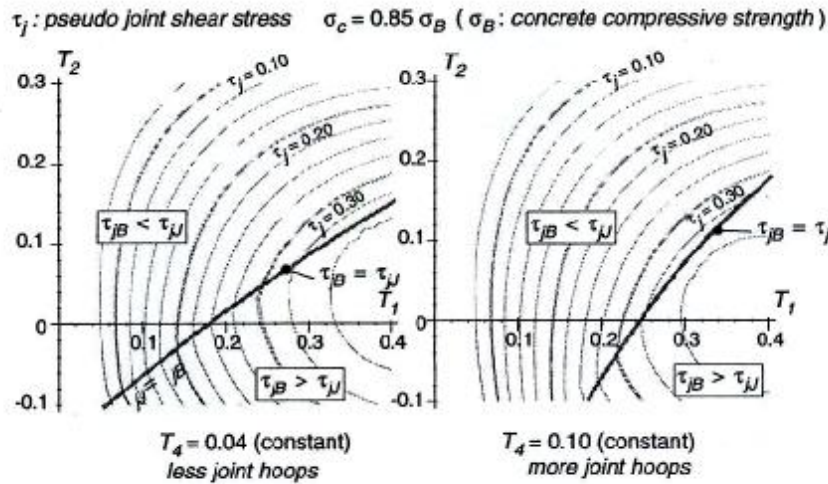 τj : pseudo joint shear stress σc = 0.85 σB ( σB : concrete compressive strength )
T2
0.3
0.2
0.1
0
-0.1
τj = 0.10
τj = 0.20
τj = 0.30
τjB < τjJ
τjB = τjJ
T1
0.1
0.2
0.3
0.4
τjB > τjJ
T4 = 0.04 (constant)
less joint hoops
T2
0.3
0.2
0.1
0
-0.1
τj = 0.10
τj = 0.20
τj = 0.30
τjB < τjJ
τjB = τj
T1
0.1
0.2
0.3
0.4
τjB > τjJ
T4 = 0.10 (constant)
more joint hoops